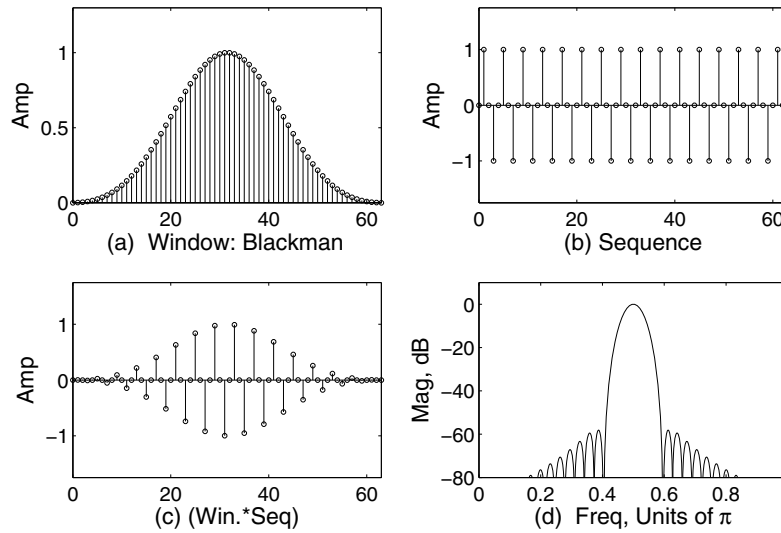 1
0.5
0
Amp
0 20 40 60
(a) Window: Blackman
1
0
−1
Amp
0 20 40 60
(b) Sequence
1
0
−1
Amp
0 20 40 60
(c) (Win.*Seq)
0
−20
−40
−60
−80
Mag, dB
0 0.2 0.4 0.6 0.8
(d) Freq, Units of π